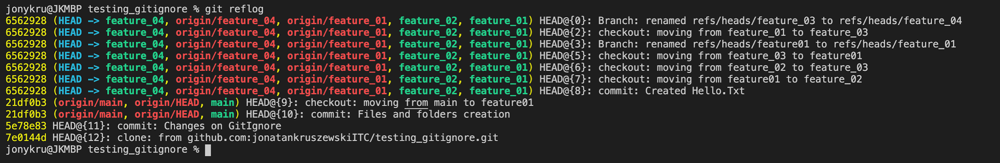 jonykru@JKMBP testing_gitignore % git reflog
6562928 (HEAD -> feature_04, origin/feature_04, origin/feature_01, feature_02, feature_01) HEAD@{0}: Branch: renamed refs/heads/feature_03 to refs/heads/feature_04
6562928 (HEAD -> feature_04, origin/feature_04, origin/feature_01, feature_02, feature_01) HEAD@{2}: checkout: moving from feature_01 to feature_03
6562928 (HEAD -> feature_04, origin/feature_04, origin/feature_01, feature_02, feature_01) HEAD@{3}: Branch: renamed refs/heads/feature01 to refs/heads/feature_01
6562928 (HEAD -> feature_04, origin/feature_04, origin/feature_01, feature_02, feature_01) HEAD@{5}: checkout: moving from feature_03 to feature01
6562928 (HEAD -> feature_04, origin/feature_04, origin/feature_01, feature_02, feature_01) HEAD@{6}: checkout: moving from feature_02 to feature_03
6562928 (HEAD -> feature_04, origin/feature_04, origin/feature_01, feature_02, feature_01) HEAD@{7}: checkout: moving from feature01 to feature_02
6562928 (HEAD -> feature_04, origin/feature_04, origin/feature_01, feature_02, feature_01) HEAD@{8}: commit: Created Hello.Txt
21df0b3 (origin/main, origin/HEAD, main) HEAD@{9}: checkout: moving from main to feature01
21df0b3 (origin/main, origin/HEAD, main) HEAD@{10}: commit: Files and folders creation
5e78e83 HEAD@{11}: commit: Changes on GitIgnore
7e0144d HEAD@{12}: clone: from github.com:jonatankruszewskiITC/testing_gitignore.git
jonykru@JKMBP testing_gitignore %